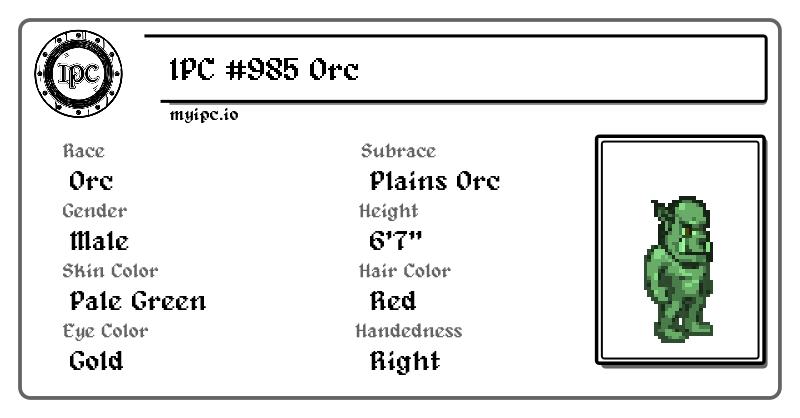 IPC
IPC #985 Orc
myipc.io
Race
Orc
Subrace
Plains Orc
Gender
Male
Height
6'7"
Skin Color
Pale Green
Hair Color
Red
Eye Color
Gold
Handedness
Right